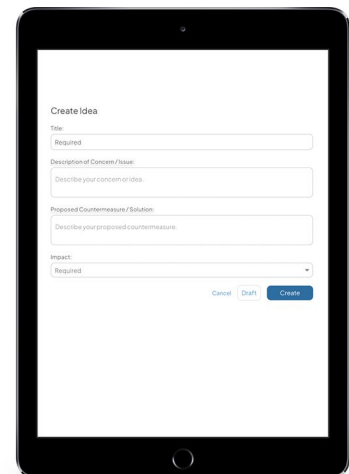 Create Idea
Title:
Required
Description of Concern / Issue:
Describe your concern or idea.
Proposed Countermeasure / Solution:
Describe your proposed countermeasure.
Impact:
Required
Cancel Draft Create